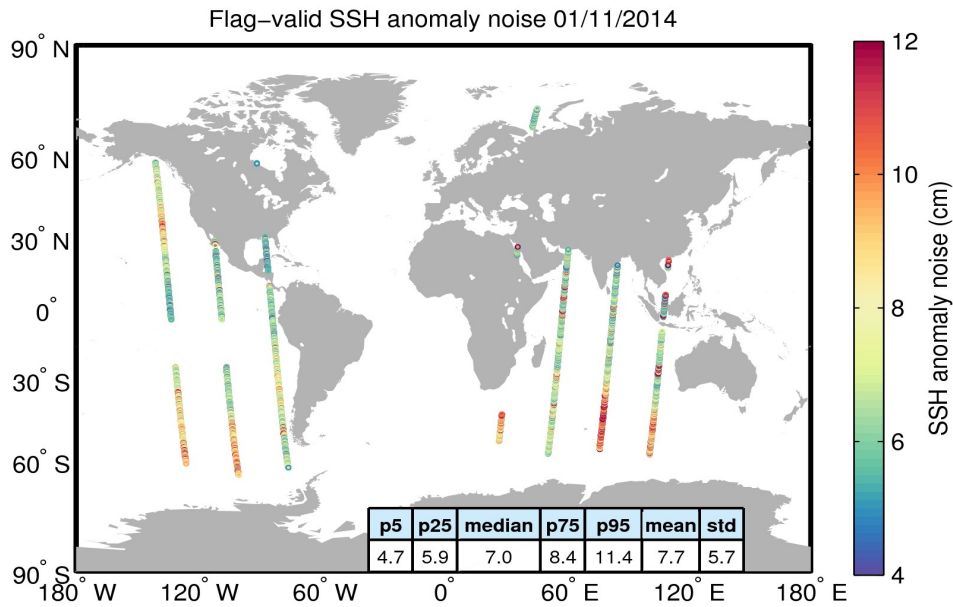 Flag−valid SSH anomaly noise 01/11/2014
90° N
60° N
30° N
0°
30° S
60° S
90° S
180° W
120° W
60° W
0°
60° E
120° E
180° E
p5 p25 median p75 p95 mean std
4.7 5.9 7.0 8.4 11.4 7.7 5.7
12
10
8
6
4
SSH anomaly noise (cm)